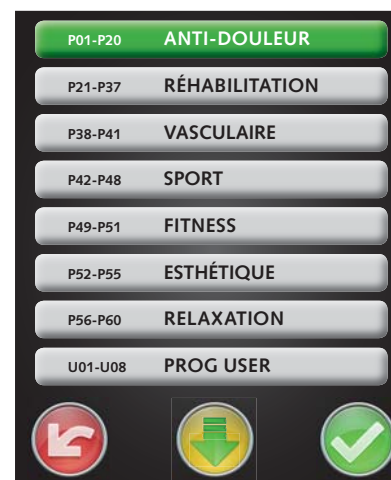 P01-P20 ANTI-DOULEUR
P21-P37 RÉHABILITATION
P38-P41 VASCULAIRE
P42-P48 SPORT
P49-P51 FITNESS
P52-P55 ESTHÉTIQUE
P56-P60 RELAXATION
U01-U08 PROG USER